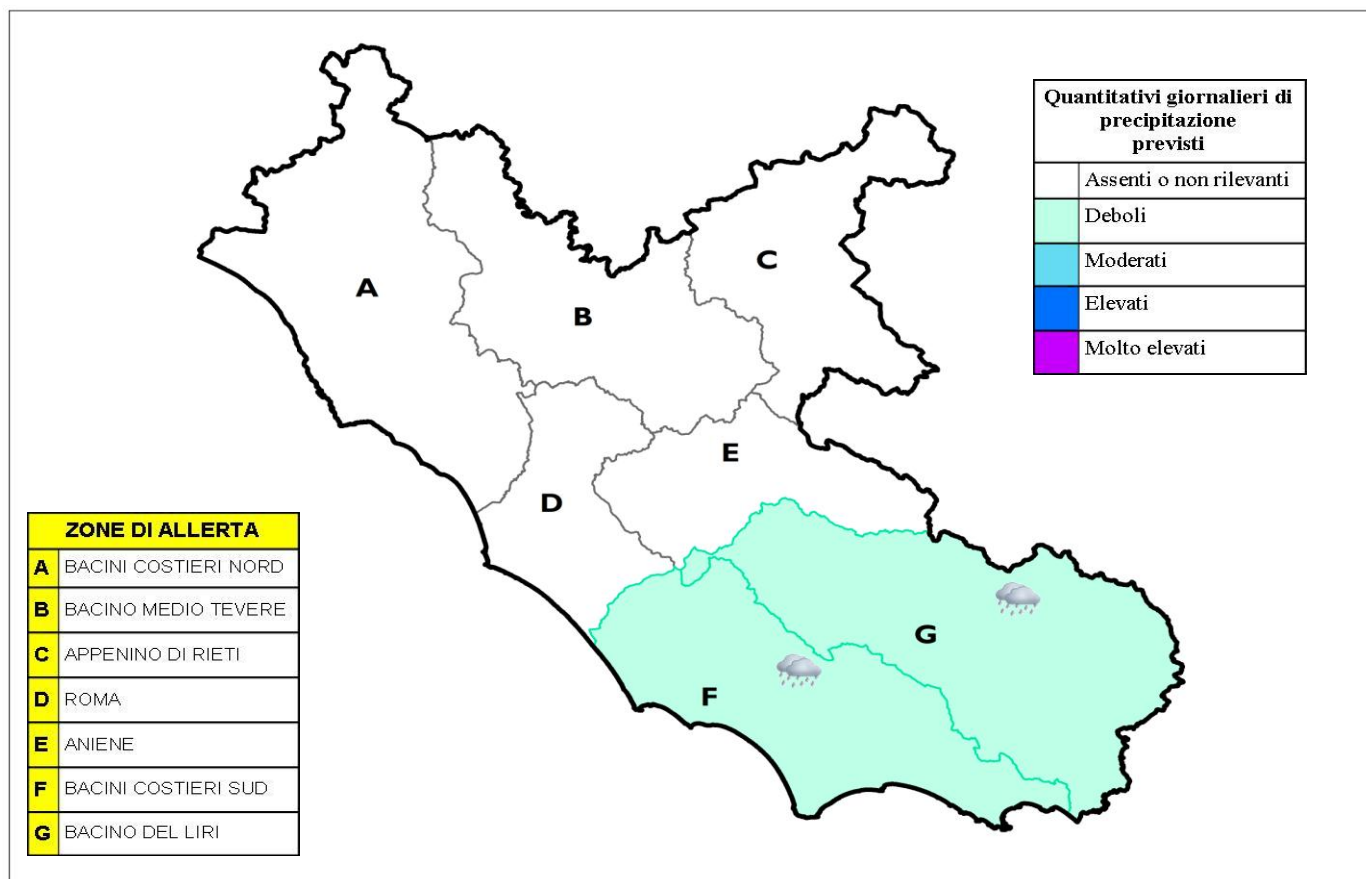 Quantitativi giornalieri di
precipitazione
previsti
Assenti o non rilevanti
Deboli
Moderati
Elevati
Molto elevati
A
B
C
D
E
F
G
ZONE DI ALLERTA
A BACINI COSTIERI NORD
B BACINO MEDIO TEVERE
C APPENINO DI RIETI
D ROMA
E ANIENE
F BACINI COSTIERI SUD
G BACINO DEL LIRI